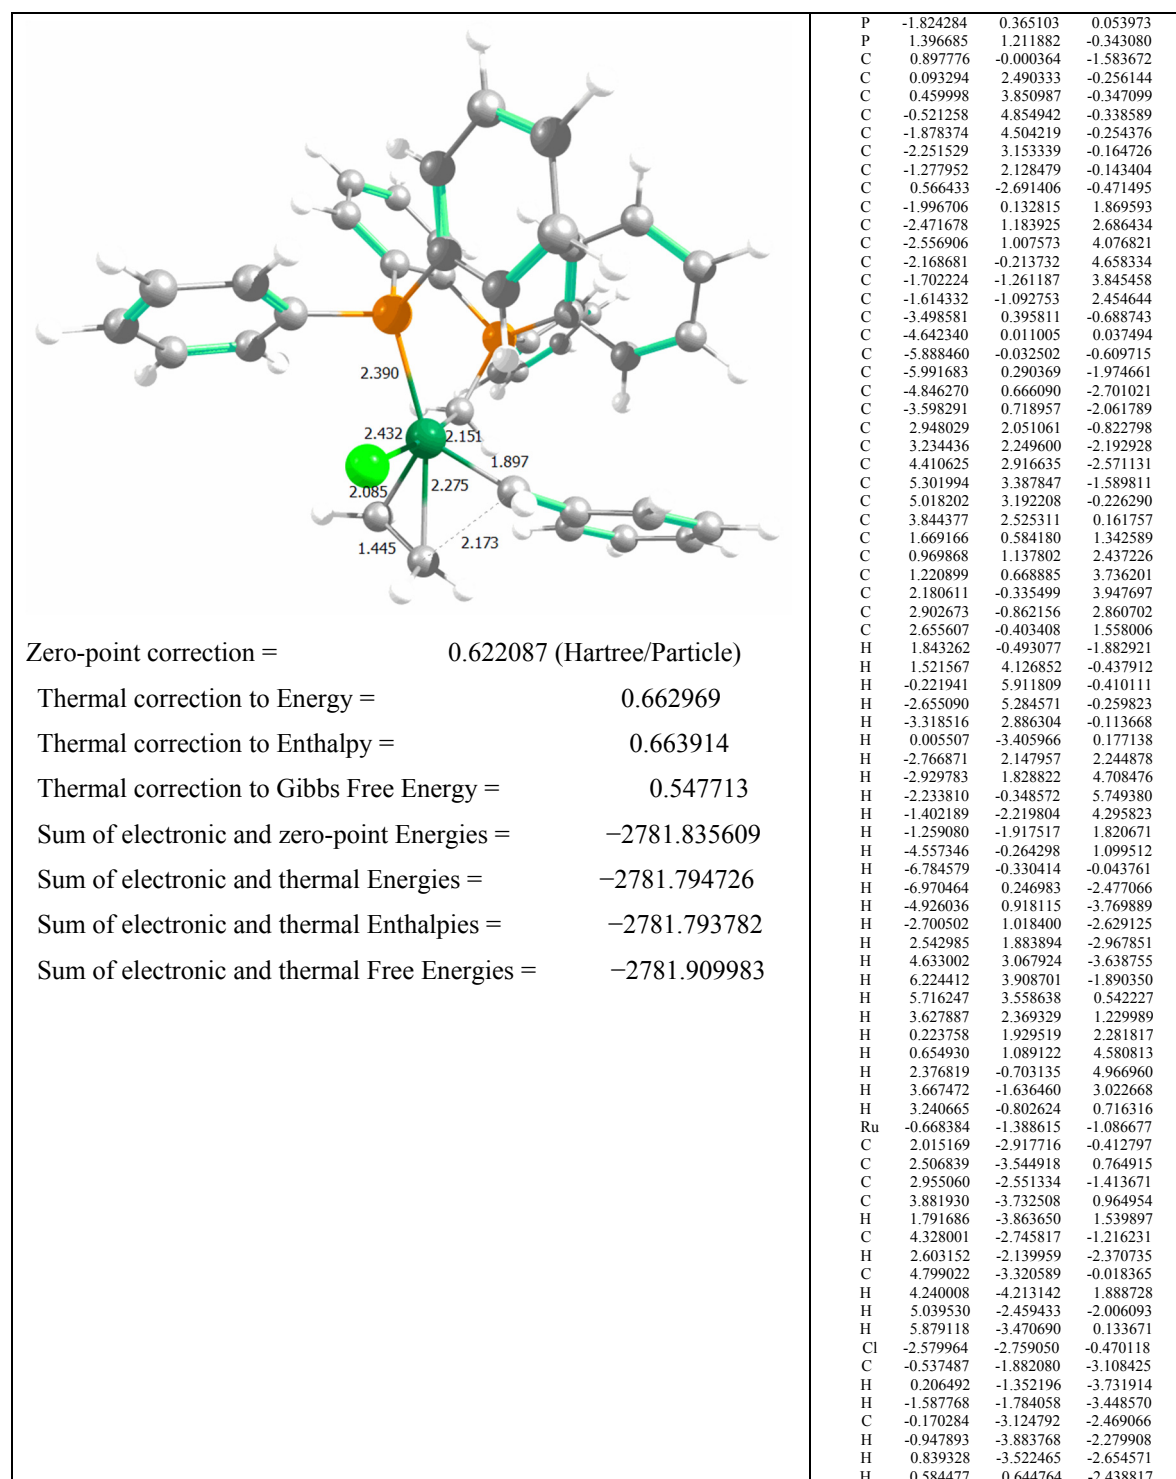 2.390
2.432
2.151
1.897
2.085
2.275
1.445
2.173
Zero-point correction = 0.622087 (Hartree/Particle)
Thermal correction to Energy = 0.662969
Thermal correction to Enthalpy = 0.663914
Thermal correction to Gibbs Free Energy = 0.547713
Sum of electronic and zero-point Energies = −2781.835609
Sum of electronic and thermal Energies = −2781.794726
Sum of electronic and thermal Enthalpies = −2781.793782
Sum of electronic and thermal Free Energies = −2781.909983
P -1.824284 0.365103 0.053973
P 1.396685 1.211882 -0.343080
C 0.897776 -0.000364 -1.583672
C 0.093294 2.490333 -0.256144
C 0.459998 3.850987 -0.347099
C -0.521258 4.854942 -0.338589
C -1.878374 4.504219 -0.254376
C -2.251529 3.153339 -0.164726
C -1.277952 2.128479 -0.143404
C 0.566433 -2.691406 -0.471495
C -1.996706 0.132815 1.869593
C -2.471678 1.183925 2.686434
C -2.556906 1.007573 4.076821
C -2.168681 -0.213732 4.658334
C -1.702224 -1.261187 3.845458
C -1.614332 -1.092753 2.454644
C -3.498581 0.395811 -0.688743
C -4.642340 0.011005 0.037494
C -5.888460 -0.032502 -0.609715
C -5.991683 0.290369 -1.974661
C -4.846270 0.666090 -2.701021
C -3.598291 0.718957 -2.061789
C 2.948029 2.051061 -0.822798
C 3.234436 2.249600 -2.192928
C 4.410625 2.916635 -2.571131
C 5.301994 3.387847 -1.589811
C 5.018202 3.192208 -0.226290
C 3.844377 2.525311 0.161757
C 1.669166 0.584180 1.342589
C 0.969868 1.137802 2.437226
C 1.220899 0.668885 3.736201
C 2.180611 -0.335499 3.947697
C 2.902673 -0.862156 2.860702
C 2.655607 -0.403408 1.558006
H 1.843262 -0.493077 -1.882921
H 1.521567 4.126852 -0.437912
H -0.221941 5.911809 -0.410111
H -2.655090 5.284571 -0.259823
H -3.318516 2.886304 -0.113668
H 0.005507 -3.405966 0.177138
H -2.766871 2.147957 2.244878
H -2.929783 1.828822 4.708476
H -2.233810 -0.348572 5.749380
H -1.402189 -2.219804 4.295823
H -1.259080 -1.917517 1.820671
H -4.557346 -0.264298 1.099512
H -6.784579 -0.330414 -0.043761
H -6.970464 0.246983 -2.477066
H -4.926036 0.918115 -3.769889
H -2.700502 1.018400 -2.629125
H 2.542985 1.883894 -2.967851
H 4.633002 3.067924 -3.638755
H 6.224412 3.908701 -1.890350
H 5.716247 3.558638 0.542227
H 3.627887 2.369329 1.229989
H 0.223758 1.929519 2.281817
H 0.654930 1.089122 4.580813
H 2.376819 -0.703135 4.966960
H 3.667472 -1.636460 3.022668
H 3.240665 -0.802624 0.716316
Ru -0.668384 -1.388615 -1.086677
C 2.015169 -2.917716 -0.412797
C 2.506839 -3.544918 0.764915
C 2.955060 -2.551334 -1.413671
C 3.881930 -3.732508 0.964954
H 1.791686 -3.863650 1.539897
C 4.328001 -2.745817 -1.216231
H 2.603152 -2.139959 -2.370735
C 4.799022 -3.320589 -0.018365
H 4.240008 -4.213142 1.888728
H 5.039530 -2.459433 -2.006093
H 5.879118 -3.470690 0.133671
Cl -2.579964 -2.759050 -0.470118
C -0.537487 -1.882080 -3.108425
H 0.206492 -1.352196 -3.731914
H -1.587768 -1.784058 -3.448570
C -0.170284 -3.124792 -2.469066
H -0.947893 -3.883768 -2.279908
H 0.839328 -3.522465 -2.654571
H 0.584477 0.644764 -2.438817